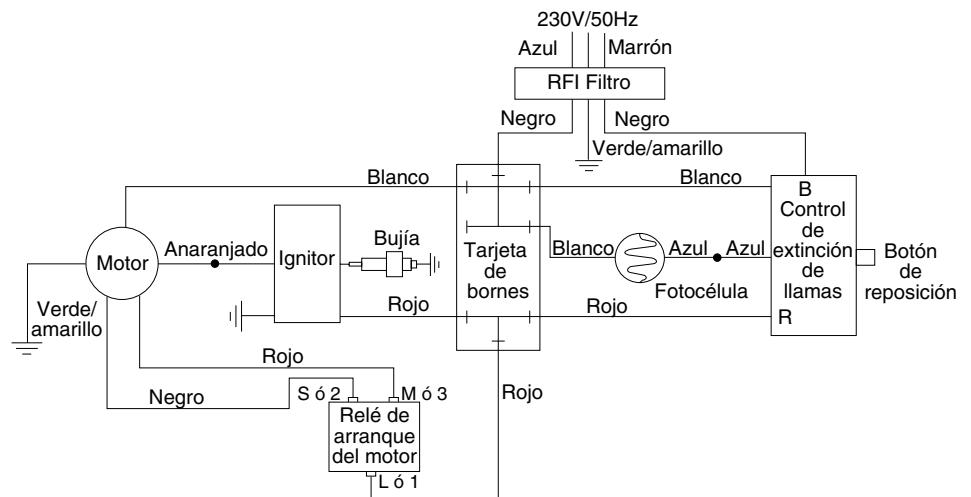 230V/50Hz
Azul
Marrón
RFI Filtro
Negro
Negro
Verde/amarillo
Blanco
Blanco
B
Control
de
extinción
de
llamas
R
Botón
de
reposición
Motor
Anaranjado
Ignitor
Bujía
Tarjeta
de
bornes
Blanco
Azul
Azul
Fotocélula
Verde/
amarillo
Rojo
Rojo
Rojo
Negro
S ó 2
M ó 3
Rojo
Relé de
arranque
del motor
L ó 1